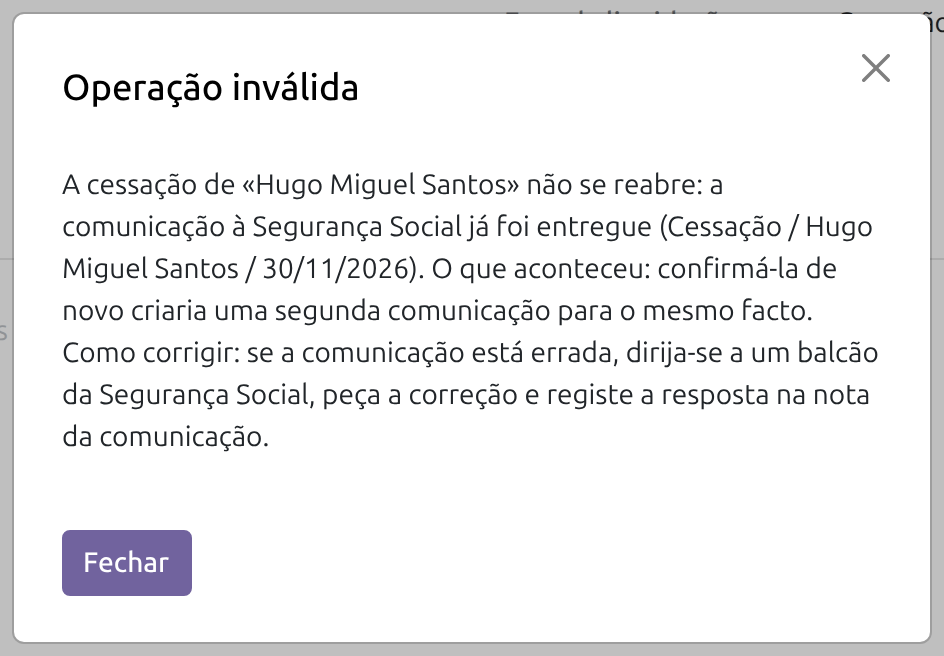 Operação inválida
A cessação de «Hugo Miguel Santos» não se reabre: a
comunicação à Segurança Social já foi entregue (Cessação / Hugo
Miguel Santos / 30/11/2026). O que aconteceu: confirmá-la de
novo criaria uma segunda comunicação para o mesmo facto.
Como corrigir: se a comunicação está errada, dirija-se a um balcão
da Segurança Social, peça a correção e registe a resposta na nota
da comunicação.
Fechar